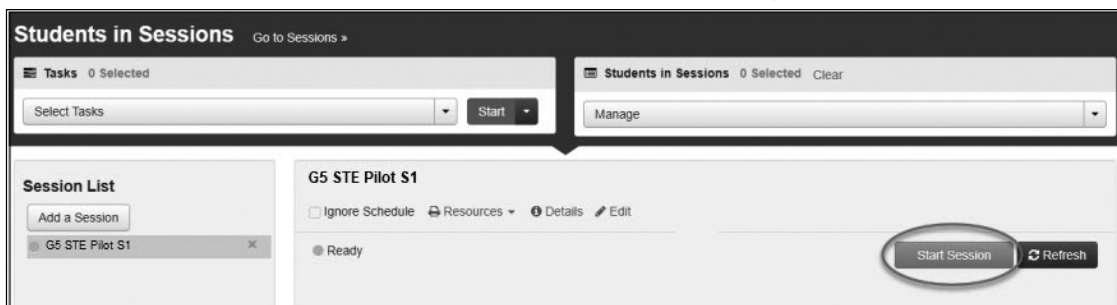 Students in Sessions Go to Sessions »
Tasks 0 Selected
Select Tasks
Start
Students in Sessions 0 Selected Clear
Manage
Session List
Add a Session
G5 STE Pilot S1
G5 STE Pilot S1
Ignore Schedule Resources Details Edit
Ready
Start Session Refresh